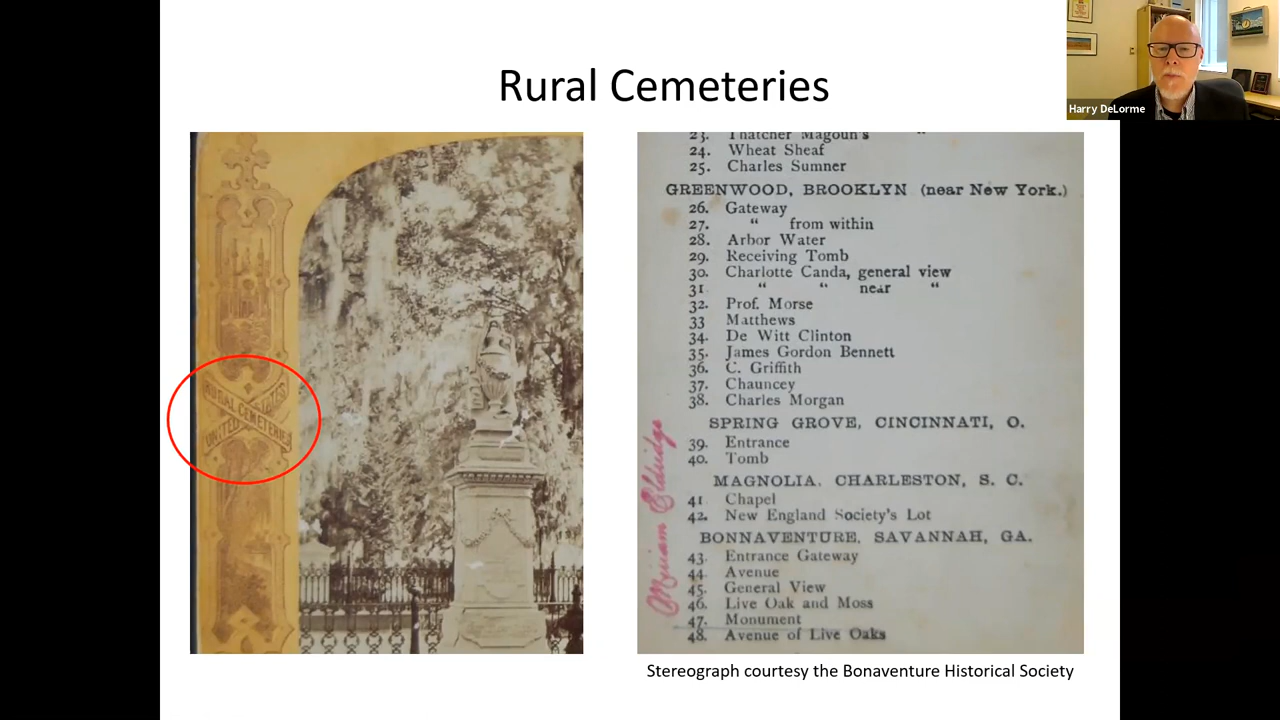 Rural Cemeteries
Harry DeLorme
RURAL CEMETERIES
UNITED STATES
23. Thatcher Magoun's "
24. Wheat Sheaf
25. Charles Sumner
GREENWOOD, BROOKLYN (near New York.)
26. Gateway
27. " from within
28. Arbor Water
29. Receiving Tomb
30. Charlotte Canda, general view
31 " " near "
32. Prof. Morse
33 Matthews
34. De Witt Clinton
35. James Gordon Bennett
36. C. Griffith
37. Chauncey
38. Charles Morgan
SPRING GROVE, CINCINNATI, O.
39. Entrance
40. Tomb
MAGNOLIA, CHARLESTON, S. C.
41 Chapel
42. New England Society's Lot
BONNAVENTURE, SAVANNAH, GA.
43. Entrance Gateway
44. Avenue
45. General View
46. Live Oak and Moss
47. Monument
48. Avenue of Live Oaks
Miriam Eldridge
Stereograph courtesy the Bonaventure Historical Society